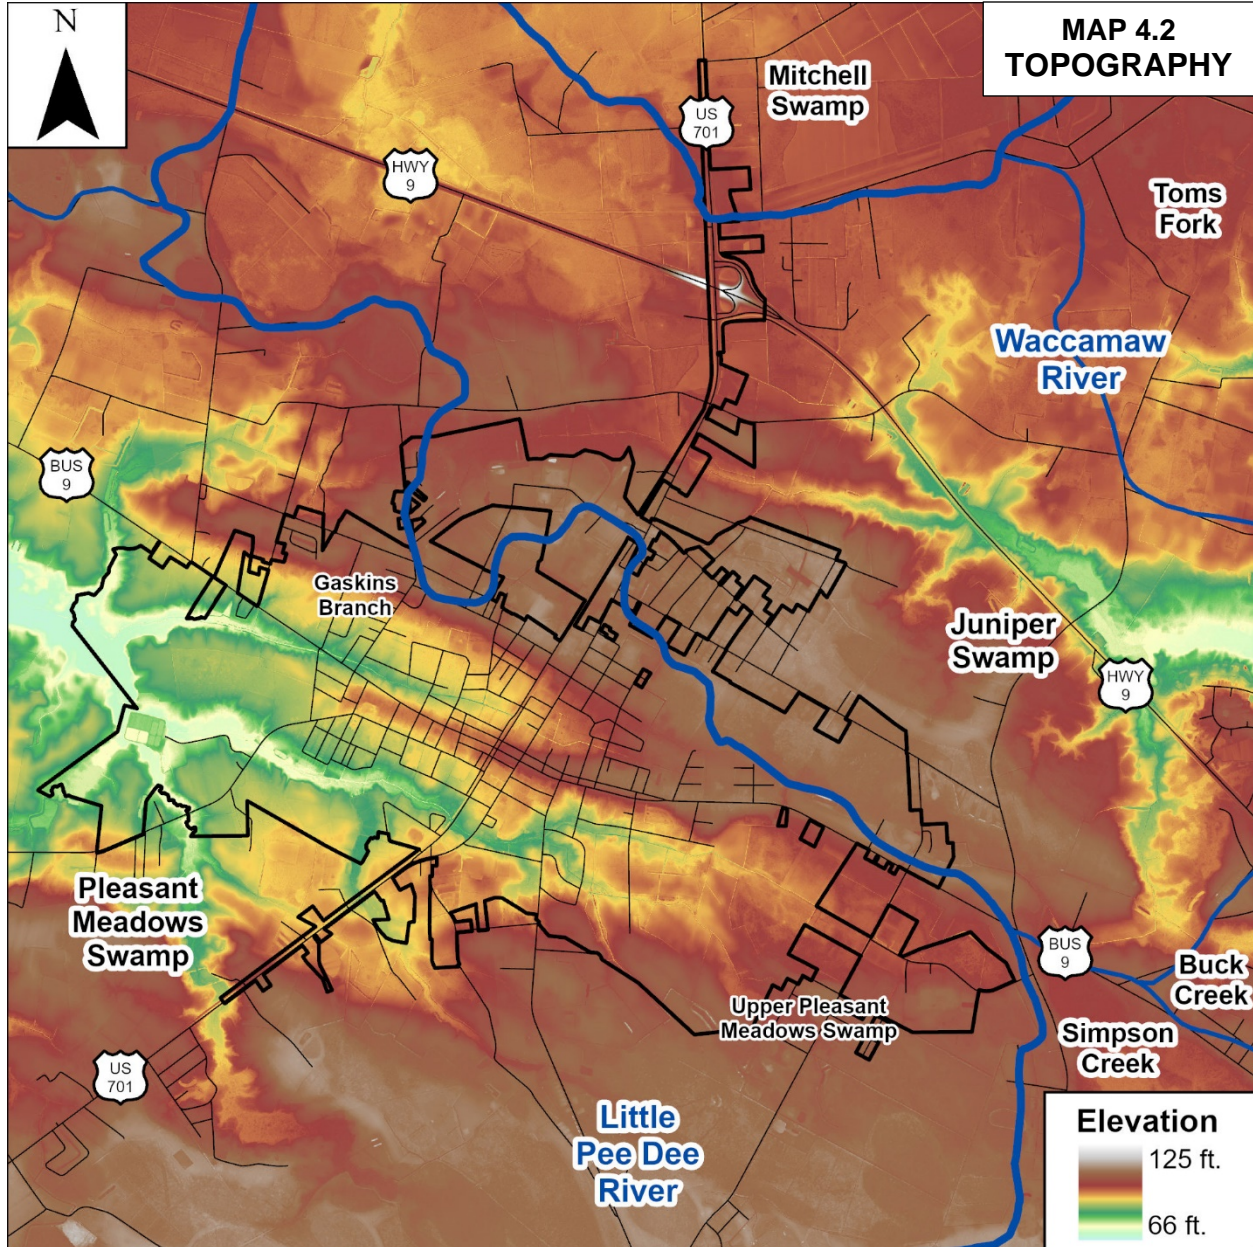 N
MAP 4.2
TOPOGRAPHY
Mitchell
Swamp
US
701
HWY
9
Toms
Fork
Waccamaw
River
BUS
9
Gaskins
Branch
Juniper
Swamp
HWY
9
Pleasant
Meadows
Swamp
BUS
9
Buck
Creek
Upper Pleasant
Meadows Swamp
Simpson
Creek
US
701
Little
Pee Dee
River
Elevation
125 ft.
66 ft.